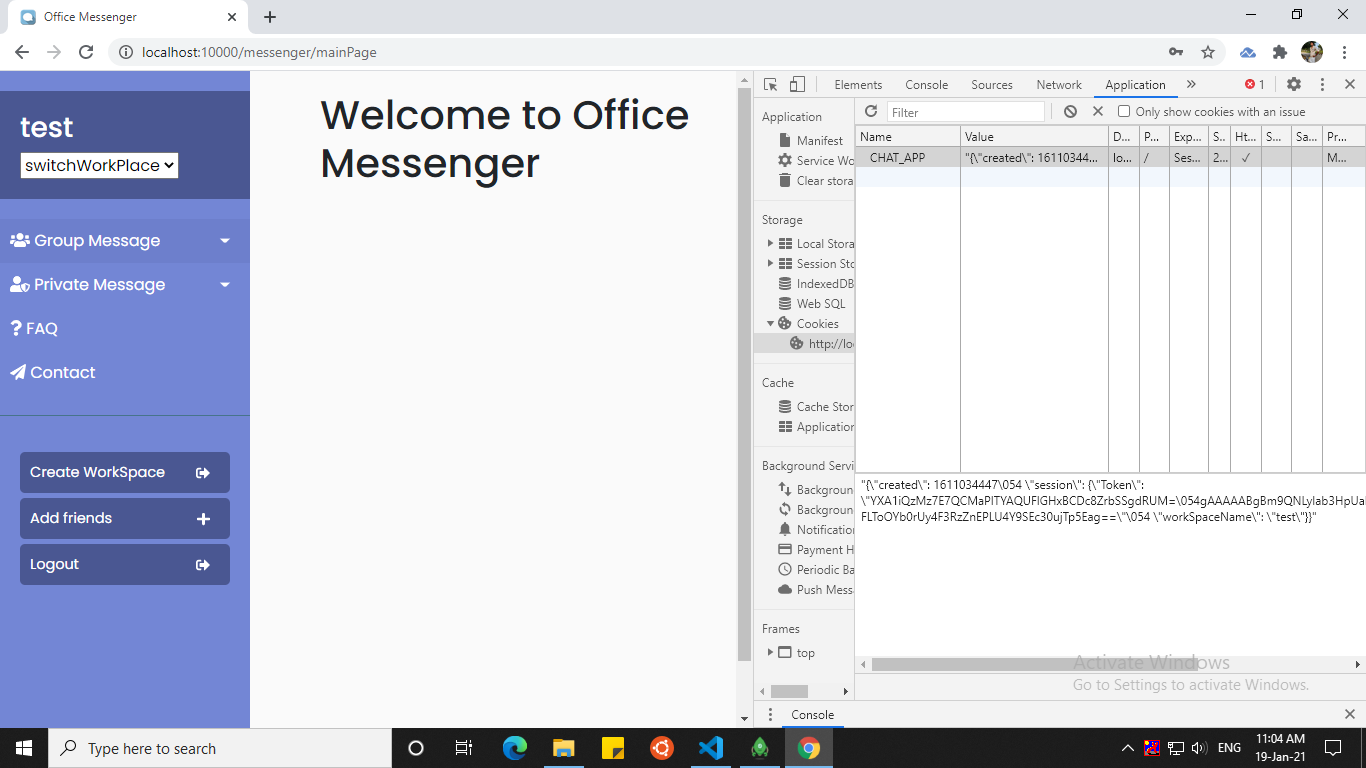 Office Messenger
localhost:10000/messenger/mainPage
test
switchWorkPlace
Group Message
Private Message
FAQ
Contact
Create WorkSpace
Add friends
Logout
Welcome to Office
Messenger
Elements Console Sources Network Application » 1
Application
Manifest
Service Wo
Clear stora
Storage
Local Stora
Session Sto
IndexedDB
Web SQL
Cookies
http://lo
Cache
Cache Stor
Application
Background Servi
Backgroun
Backgroun
Notification
Payment H
Periodic Ba
Push Mess
Frames
top
Filter
Only show cookies with an issue
Name Value D... P... Exp... S.. Ht... S... Sa... Pr...
CHAT_APP "{\"created\": 16110344... lo... / Ses... 2... ✓ M...
"{\"created\": 1611034447\054 \"session\": {\"Token\":
\054 \"workSpaceName\": \"test\"}}"
Activate Windows
Go to Settings to activate Windows.
Console
Type here to search
ENG
11:04 AM
19-Jan-21